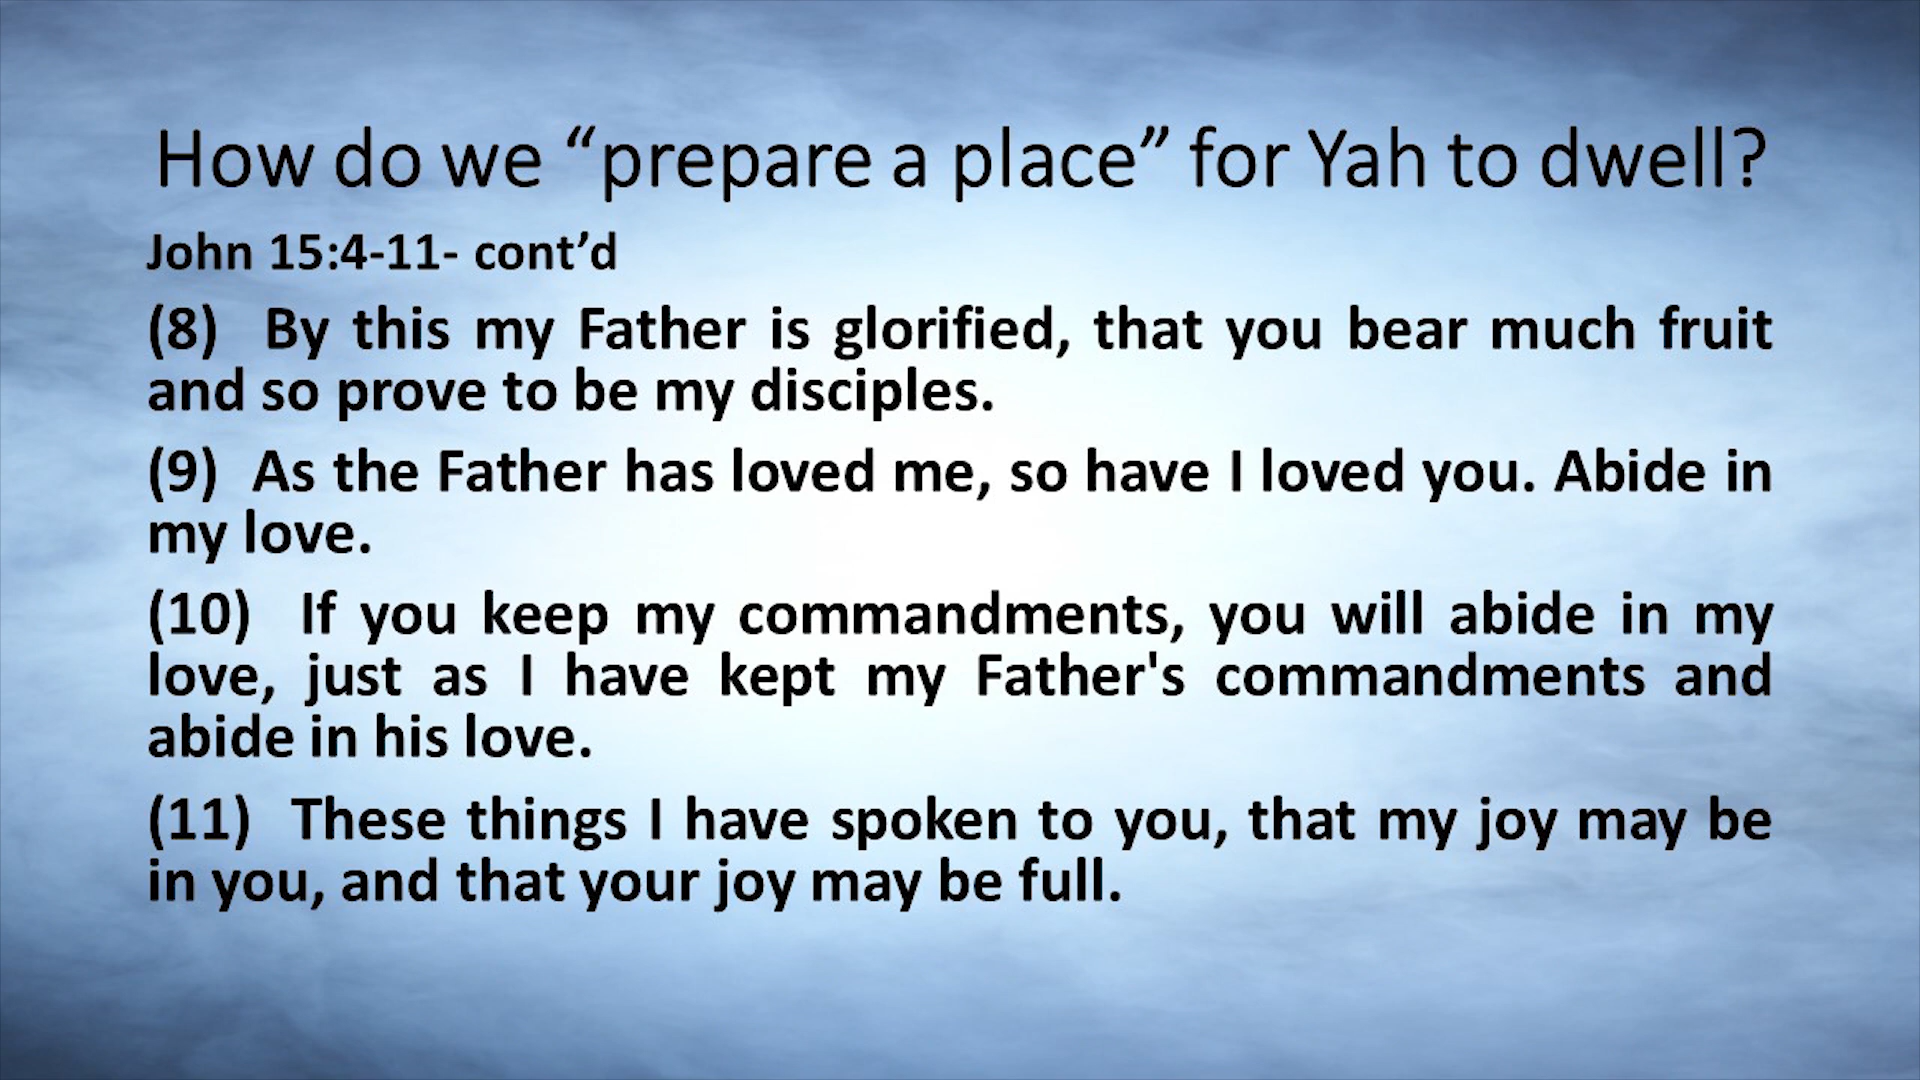 How do we “prepare a place” for Yah to dwell?
John 15:4-11- cont’d
(8) By this my Father is glorified, that you bear much fruit
and so prove to be my disciples.
(9) As the Father has loved me, so have I loved you. Abide in
my love.
(10) If you keep my commandments, you will abide in my
love, just as I have kept my Father's commandments and
abide in his love.
(11) These things I have spoken to you, that my joy may be
in you, and that your joy may be full.